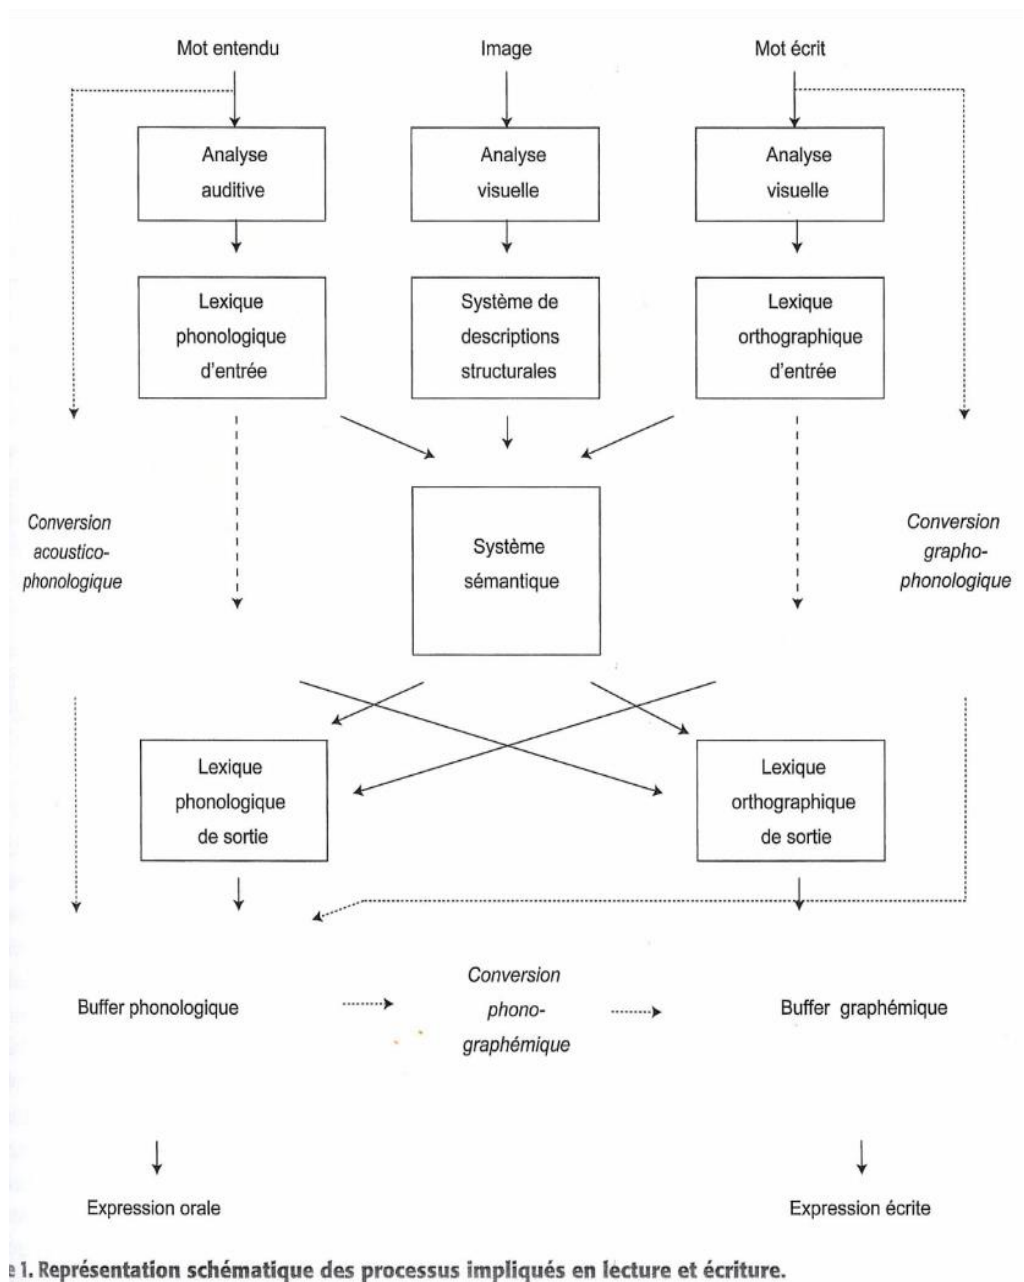 Mot entendu
Image
Mot écrit
Analyse
auditive
Analyse
visuelle
Analyse
visuelle
Lexique
phonologique
d'entrée
Système de
descriptions
structurales
Lexique
orthographique
d'entrée
Conversion
acoustico-
phonologique
Système
sémantique
Conversion
grapho-
phonologique
Lexique
phonologique
de sortie
Lexique
orthographique
de sortie
Buffer phonologique
Conversion
phono-
graphémique
Buffer graphémique
Expression orale
Expression écrite
e 1. Représentation schématique des processus impliqués en lecture et écriture.